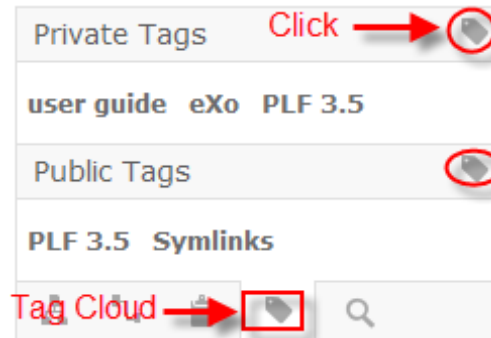 Private Tags Click
user guide eXo PLF 3.5
Public Tags
PLF 3.5 Symlinks
Tag Cloud